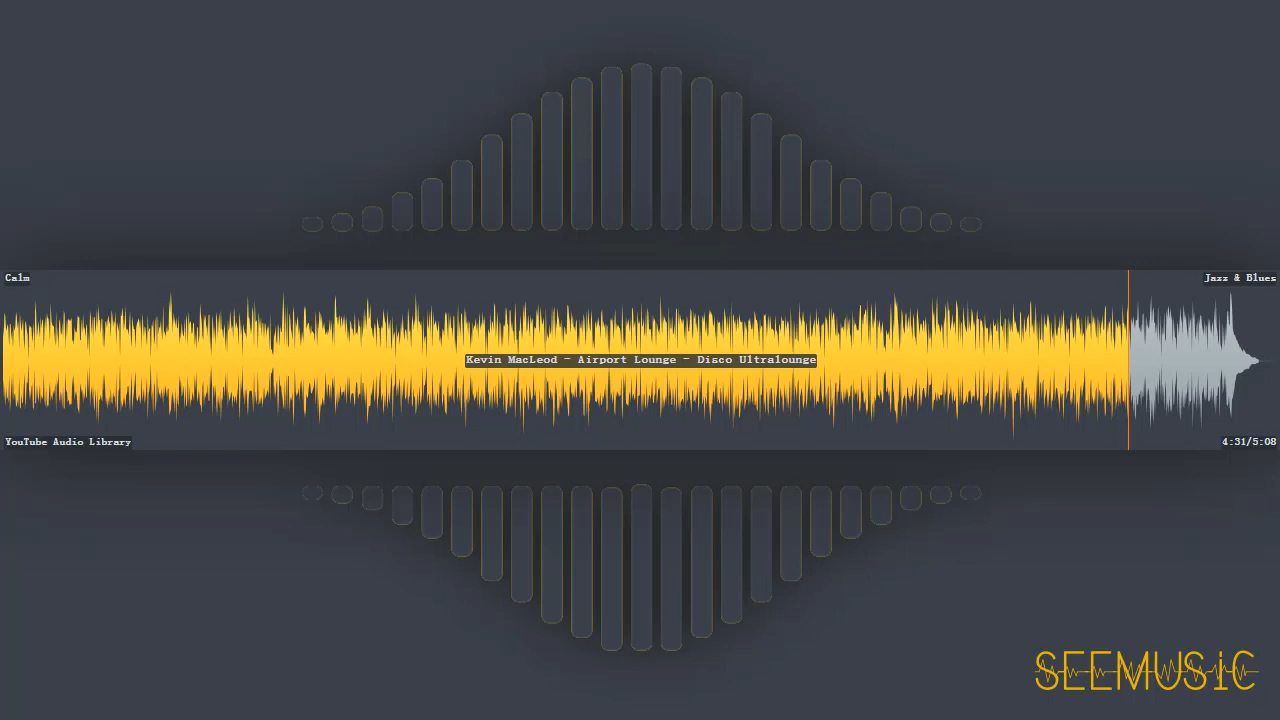 Calm
Jazz & Blues
Kevin MacLeod - Airport Lounge - Disco Ultralounge
YouTube Audio Library
4:31/5:08
SEEMUSiC